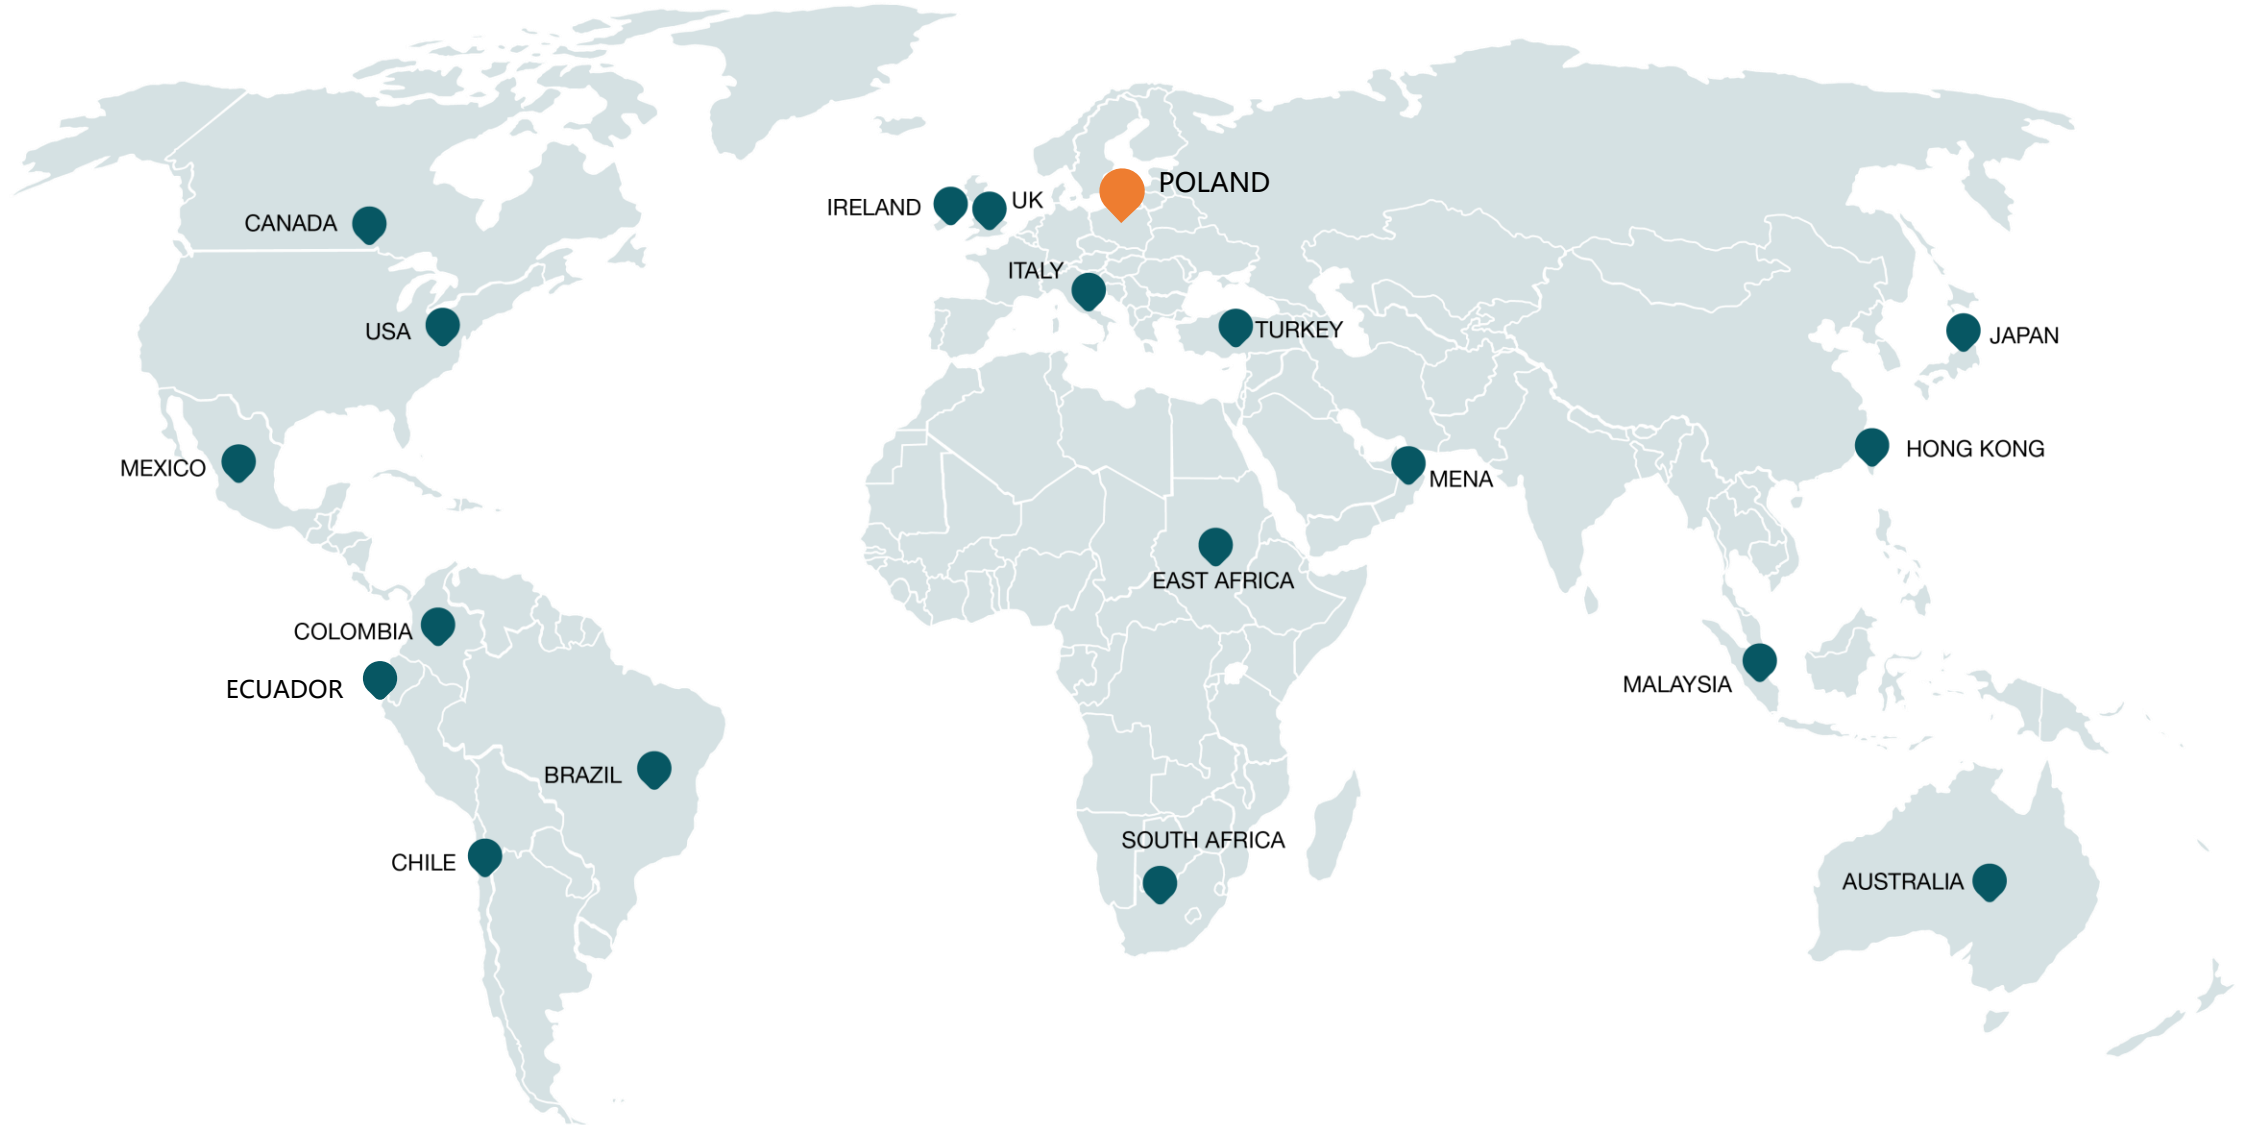 POLAND
IRELAND
UK
CANADA
ITALY
USA
TURKEY
JAPAN
MEXICO
HONG KONG
MENA
EAST AFRICA
COLOMBIA
ECUADOR
MALAYSIA
BRAZIL
SOUTH AFRICA
CHILE
AUSTRALIA